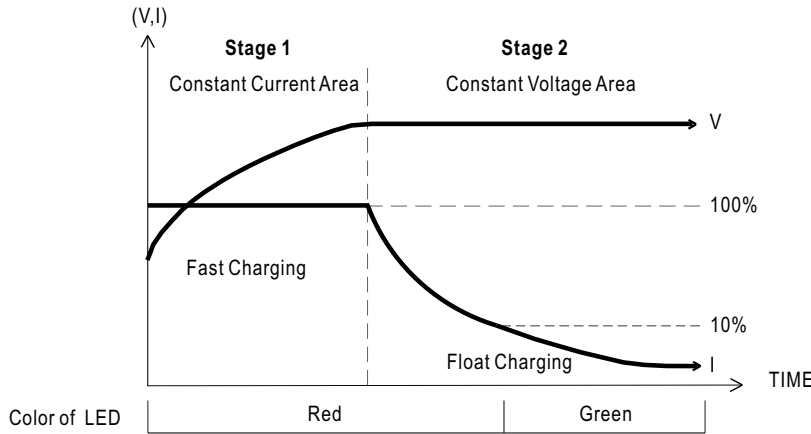 (V,I)
Stage 1
Stage 2
Constant Current Area
Constant Voltage Area
V
100%
Fast Charging
10%
Float Charging
I
TIME
Color of LED
Red
Green